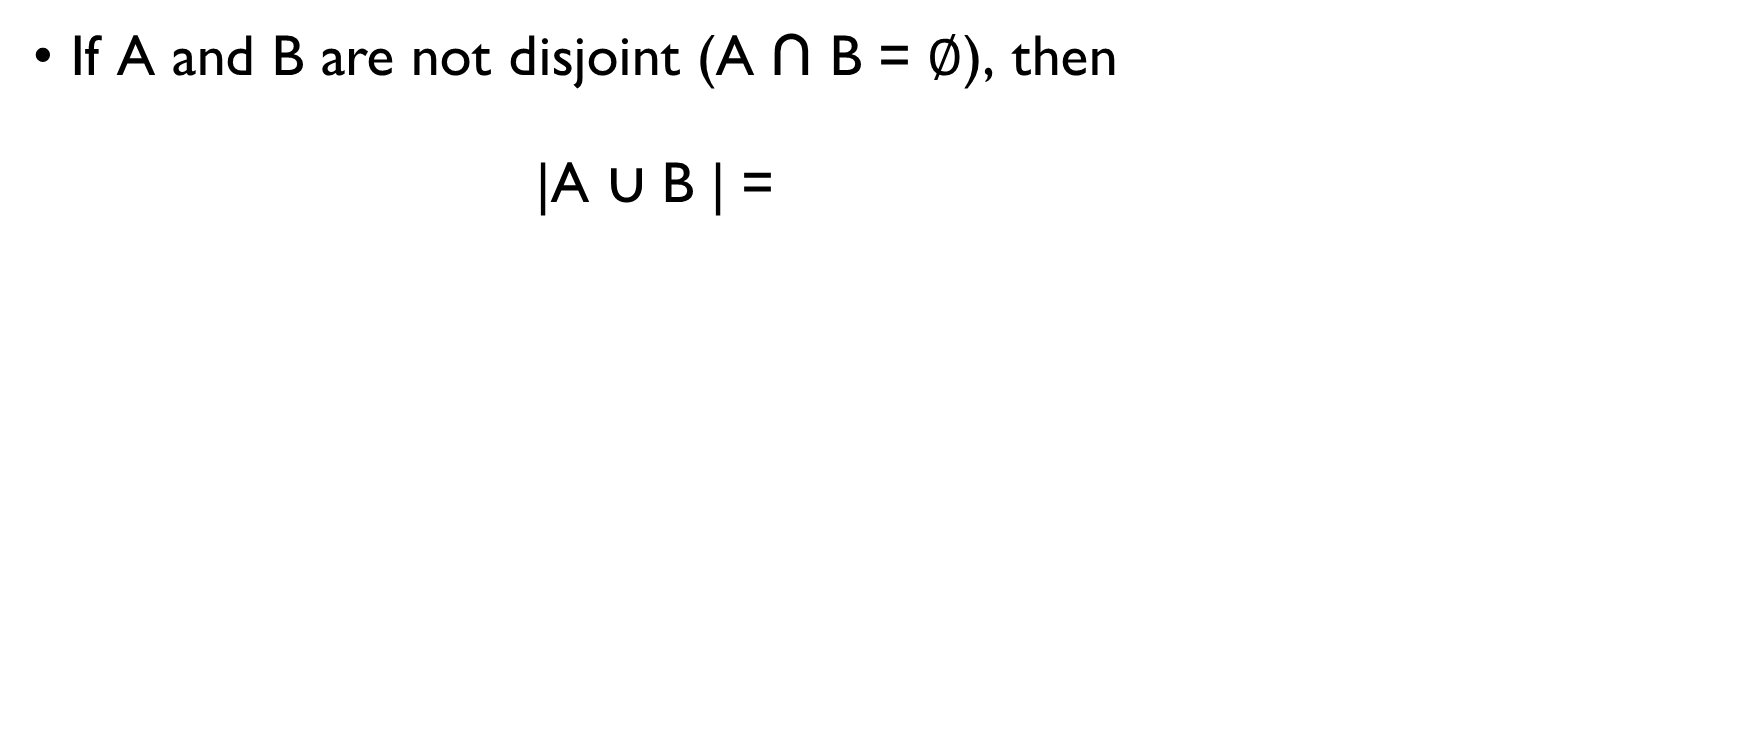 • If A and B are not disjoint (A ∩ B = ∅), then
|A ∪ B | =